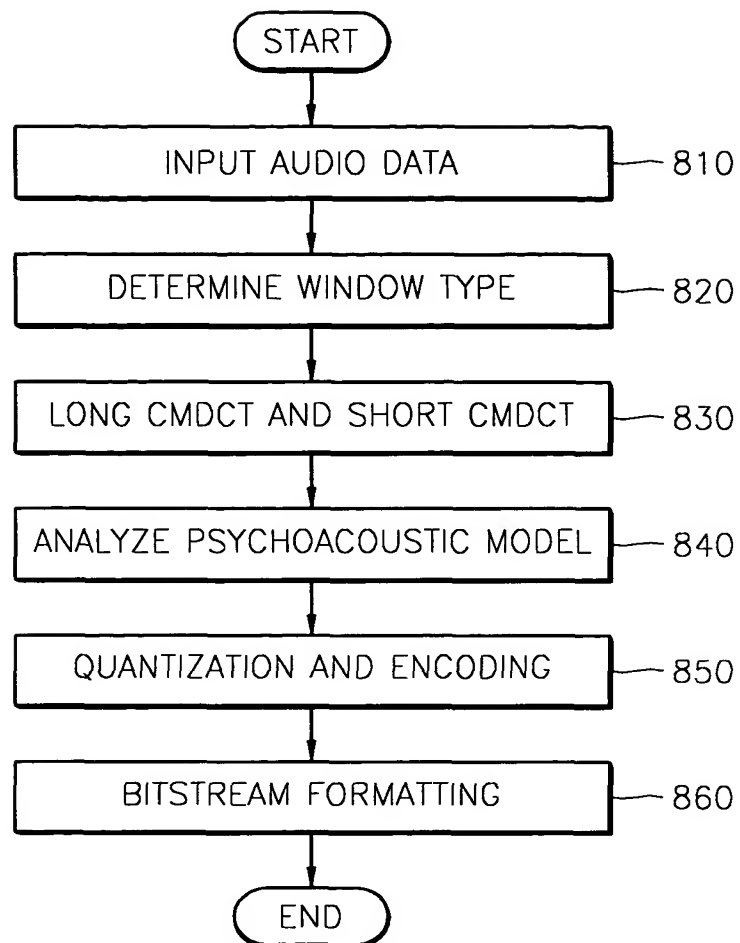 START
INPUT AUDIO DATA 810
DETERMINE WINDOW TYPE 820
LONG CMDCT AND SHORT CMDCT 830
ANALYZE PSYCHOACOUSTIC MODEL 840
QUANTIZATION AND ENCODING 850
BITSTREAM FORMATTING 860
END